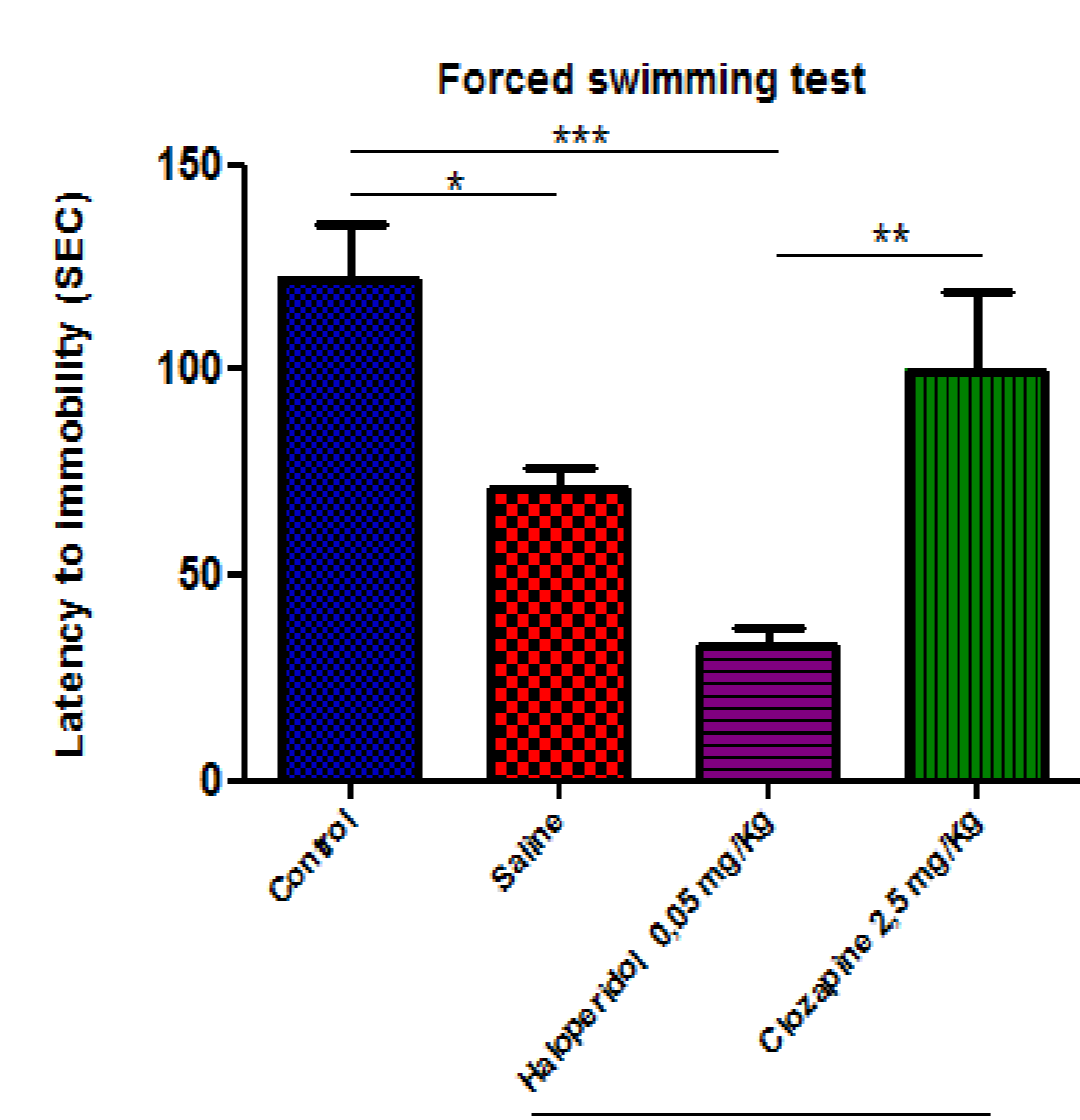 Forced swimming test
***
*
**
Latency to immobility (SEC)
150
100
50
0
Control
Saline
Haloperidol 0,05 mg/Kg
Clozapine 2,5 mg/Kg